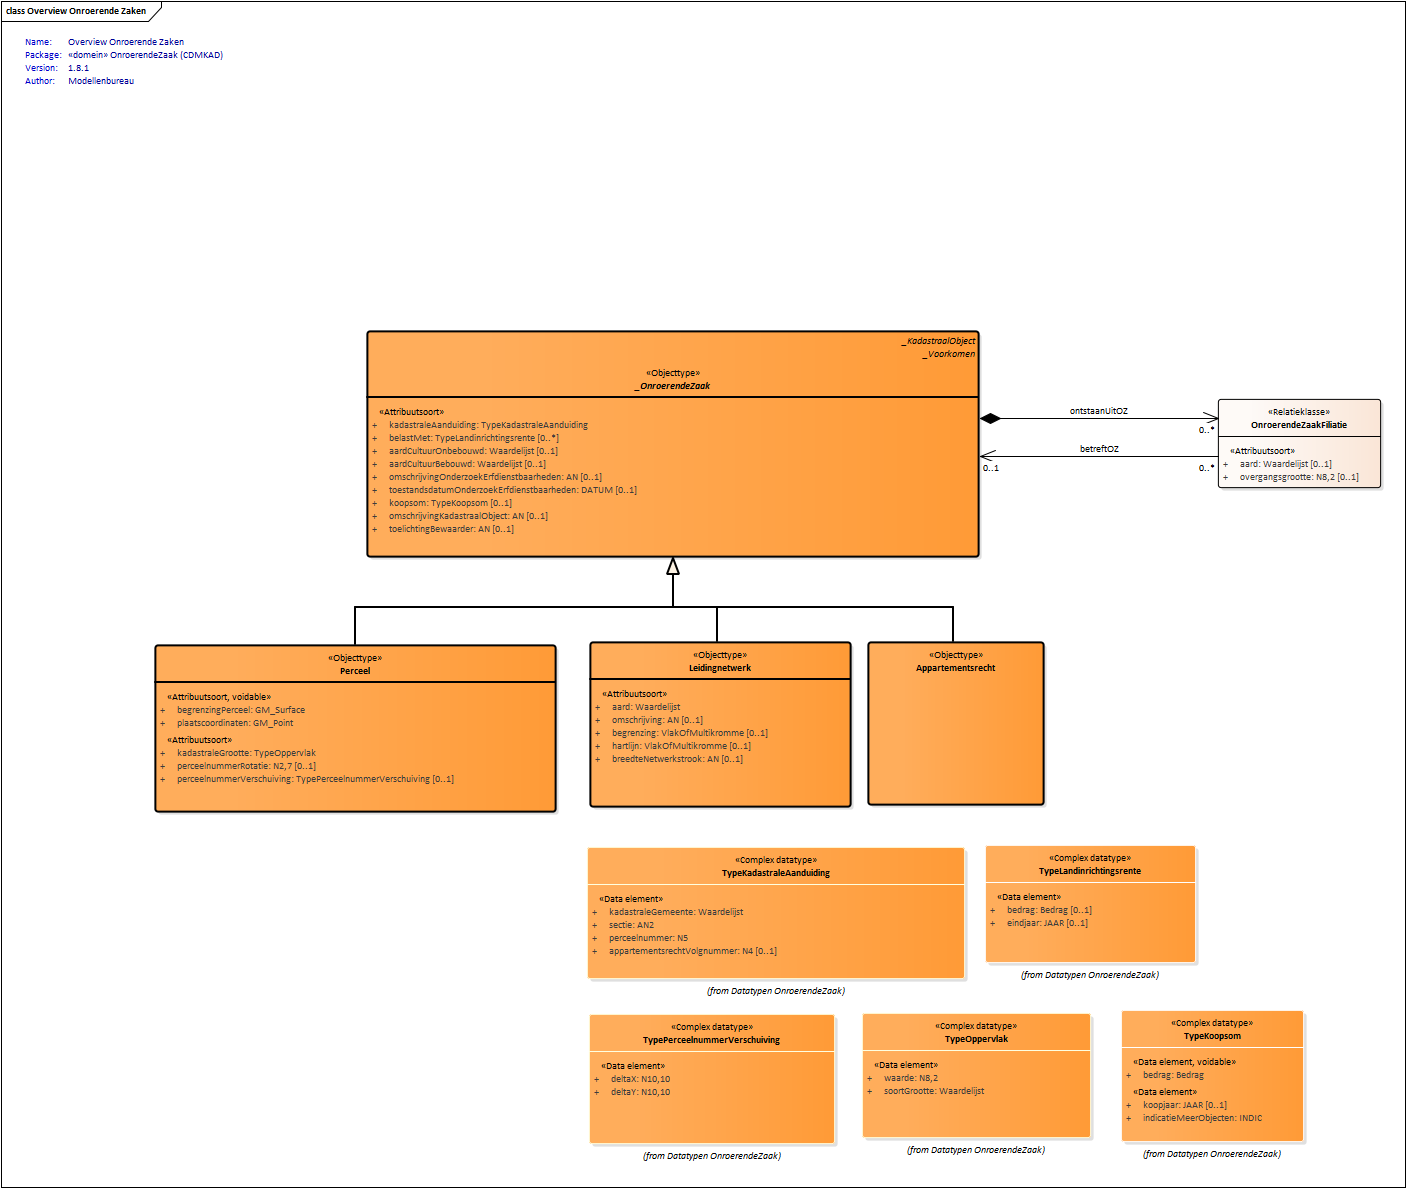 class Overview Onroerende Zaken
Name: Overview Onroerende Zaken
Package: «domein» OnroerendeZaak (CDMKAD)
Version: 1.8.1
Author: Modellenbureau
_KadastraalObject
_Voorkomen
«Objecttype»
_OnroerendeZaak
«Attribuutsoort»
+ kadastraleAanduiding: TypeKadastraleAanduiding
+ belastMet: TypeLandinrichtingsrente [0..*]
+ aardCultuurOnbebouwd: Waardelijst [0..1]
+ aardCultuurBebouwd: Waardelijst [0..1]
+ omschrijvingOnderzoekErfdienstbaarheden: AN [0..1]
+ toestandsdatumOnderzoekErfdienstbaarheden: DATUM [0..1]
+ koopsom: TypeKoopsom [0..1]
+ omschrijvingKadastraalObject: AN [0..1]
+ toelichtingBewaarder: AN [0..1]
ontstaanUitOZ
0..*
betreftOZ
0..1
0..*
«Relatieklasse»
OnroerendeZaakFiliatie
«Attribuutsoort»
+ aard: Waardelijst [0..1]
+ overgangsgrootte: N8,2 [0..1]
«Objecttype»
Perceel
«Attribuutsoort, voidable»
+ begrenzingPerceel: GM_Surface
+ plaatscoordinaten: GM_Point
«Attribuutsoort»
+ kadastraleGrootte: TypeOppervlak
+ perceelnummerRotatie: N2,7 [0..1]
+ perceelnummerVerschuiving: TypePerceelnummerVerschuiving [0..1]
«Objecttype»
Leidingnetwerk
«Attribuutsoort»
+ aard: Waardelijst
+ omschrijving: AN [0..1]
+ begrenzing: VlakOfMultikromme [0..1]
+ hartlijn: VlakOfMultikromme [0..1]
+ breedteNetwerkstrook: AN [0..1]
«Objecttype»
Appartementsrecht
«Complex datatype»
TypeKadastraleAanduiding
«Data element»
+ kadastraleGemeente: Waardelijst
+ sectie: AN2
+ perceelnummer: N5
+ appartementsrechtVolgnummer: N4 [0..1]
(from Datatypen OnroerendeZaak)
«Complex datatype»
TypeLandinrichtingsrente
«Data element»
+ bedrag: Bedrag [0..1]
+ eindjaar: JAAR [0..1]
(from Datatypen OnroerendeZaak)
«Complex datatype»
TypePerceelnummerVerschuiving
«Data element»
+ deltaX: N10,10
+ deltaY: N10,10
(from Datatypen OnroerendeZaak)
«Complex datatype»
TypeOppervlak
«Data element»
+ waarde: N8,2
+ soortGrootte: Waardelijst
(from Datatypen OnroerendeZaak)
«Complex datatype»
TypeKoopsom
«Data element, voidable»
+ bedrag: Bedrag
«Data element»
+ koopjaar: JAAR [0..1]
+ indicatieMeerObjecten: INDIC
(from Datatypen OnroerendeZaak)